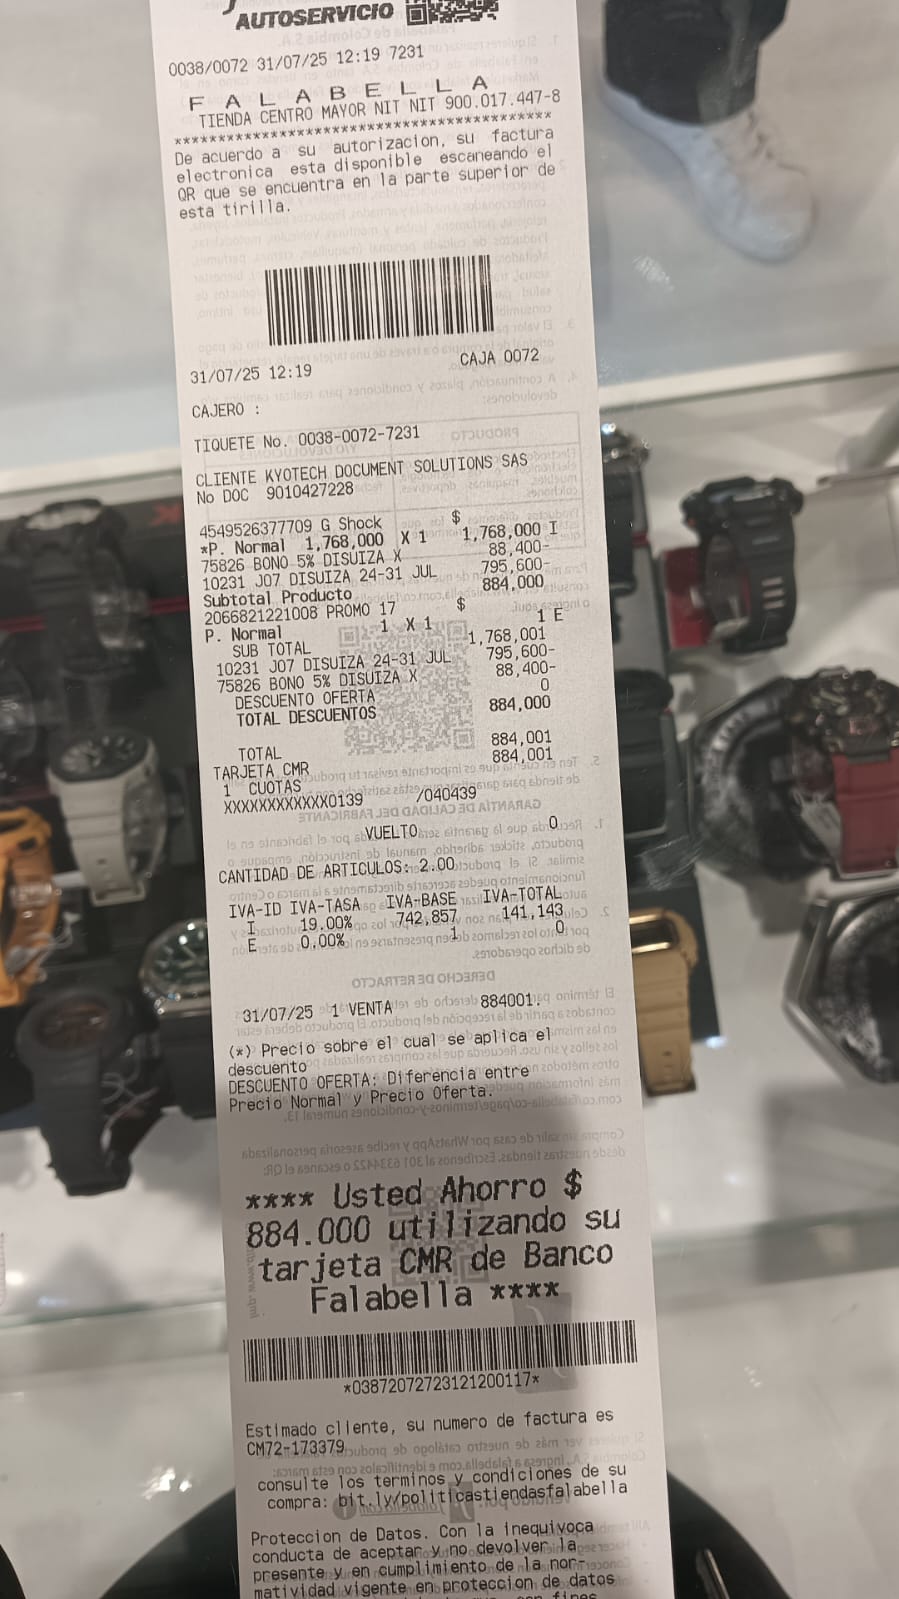 AUTOSERVICIO
0038/0072 31/07/25 12:19 7231
F A L A B E L L A
TIENDA CENTRO MAYOR NIT NIT 900.017.447-8
******************************************
De acuerdo a su autorizacion, su factura
electronica esta disponible escaneando el
QR que se encuentra en la parte superior de
esta tirilla.
31/07/25 12:19 CAJA 0072
CAJERO :
TIQUETE No. 0038-0072-7231
CLIENTE KYOTECH DOCUMENT SOLUTIONS SAS
No DOC 9010427228
4549526377709 G Shock $
*P. Normal 1,768,000 X 1 1,768,000 I
75826 BONO 5% DISUIZA X 88,400-
10231 J07 DISUIZA 24-31 JUL 795,600-
Subtotal Producto 884,000
2066821221008 PROMO 17 $
P. Normal 1 X 1 1 E
SUB TOTAL 1,768,001
10231 J07 DISUIZA 24-31 JUL 795,600-
75826 BONO 5% DISUIZA X 88,400-
DESCUENTO OFERTA 0
TOTAL DESCUENTOS 884,000
TOTAL 884,001
TARJETA CMR 884,001
1 CUOTAS
XXXXXXXXXXXX0139 /040439
VUELTO 0
CANTIDAD DE ARTICULOS: 2.00
IVA-ID IVA-TASA IVA-BASE IVA-TOTAL
I 19.00% 742,857 141,143
E 0.00% 1 0
31/07/25 1 VENTA 884001.
(*) Precio sobre el cual se aplica el
descuento
DESCUENTO OFERTA: Diferencia entre
Precio Normal y Precio Oferta.
**** Usted Ahorro $
884.000 utilizando su
tarjeta CMR de Banco
Falabella ****
*03872072723121200117*
Estimado cliente, su numero de factura es
CM72-173379
consulte los terminos y condiciones de su
compra: bit.ly/politicastiendasfalabella
Proteccion de Datos. Con la inequivoca
conducta de aceptar y no devolver la
presente y en cumplimiento de la nor-
matividad vigente en proteccion de datos